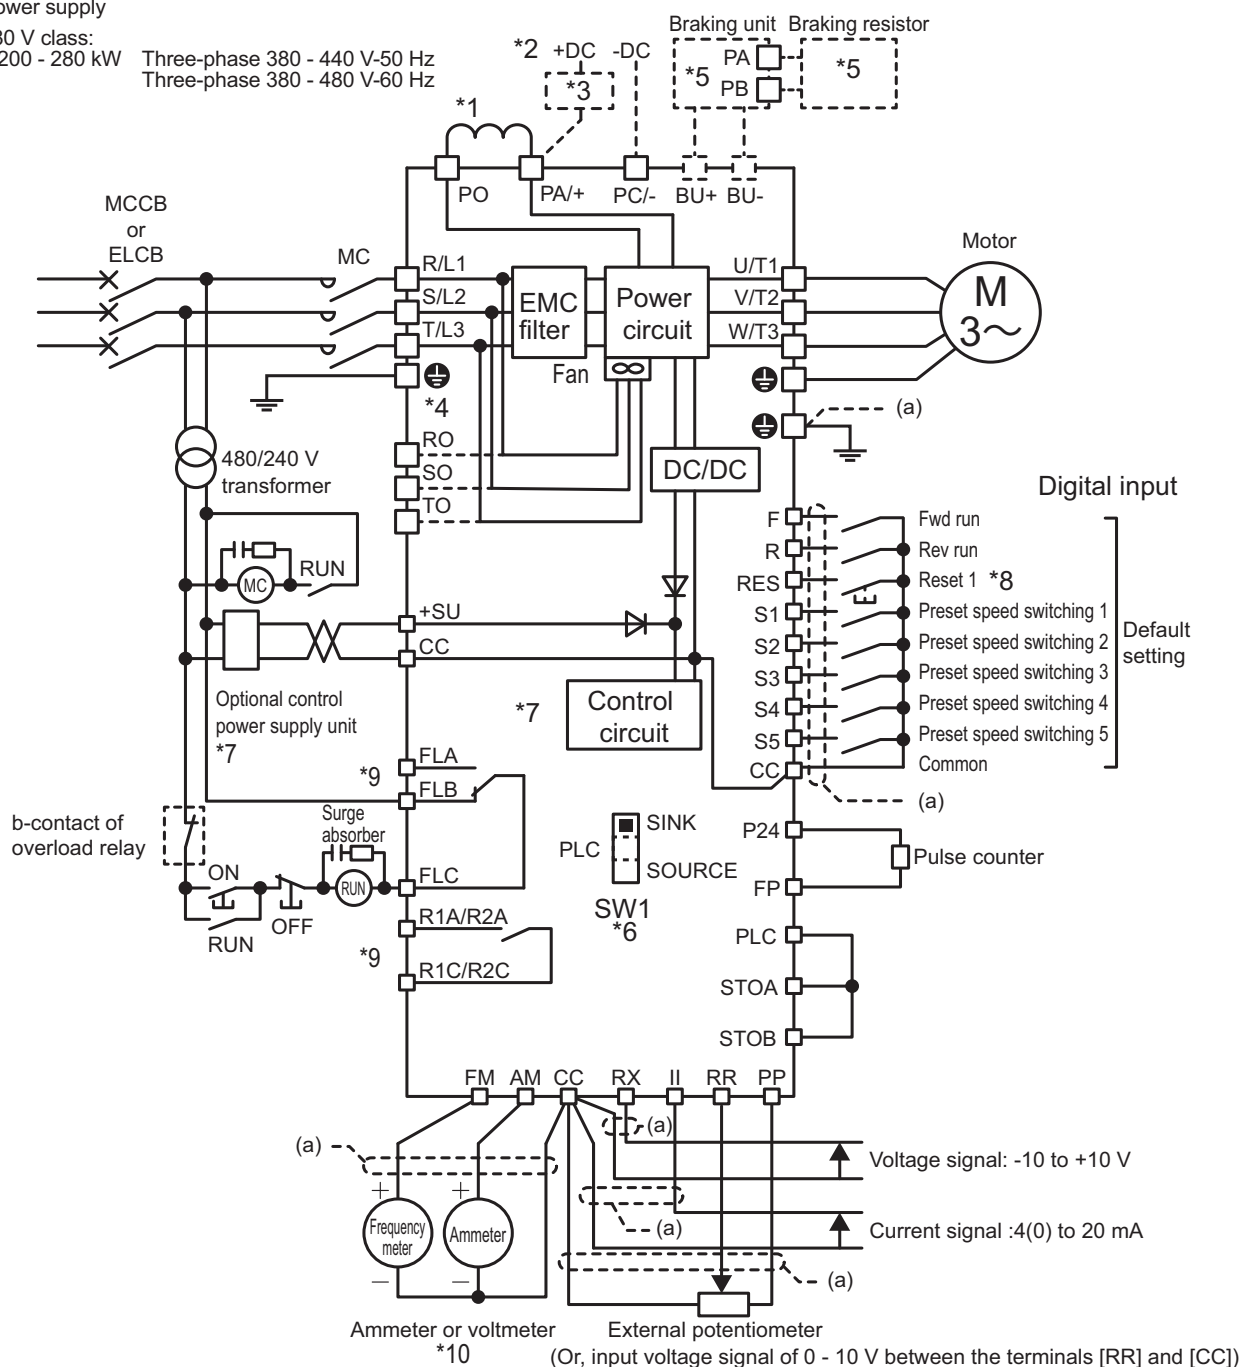 30 V class:
200 - 280 kW Three-phase 380 - 440 V-50 Hz
Three-phase 380 - 480 V-60 Hz
*1
*2
+DC
-DC
*3
Braking unit
Braking resistor
PA
PB
*5
*5
PO
PA/+
PC/-
BU+
BU-
MCCB
or
ELCB
MC
R/L1
S/L2
T/L3
EMC
filter
Power
circuit
Fan
U/T1
V/T2
W/T3
Motor
M
3~
*4
(a)
RO
SO
TO
DC/DC
480/240 V
transformer
MC
RUN
+SU
CC
Optional control
power supply unit
*7
*7
Control
circuit
Digital input
F
Fwd run
R
Rev run
RES
Reset 1 *8
S1
Preset speed switching 1
S2
Preset speed switching 2
S3
Preset speed switching 3
S4
Preset speed switching 4
S5
Preset speed switching 5
CC
Common
Default
setting
(a)
*9
FLA
FLB
FLC
b-contact of
overload relay
Surge
absorber
ON
OFF
RUN
RUN
*9
R1A/R2A
R1C/R2C
PLC
SINK
SOURCE
SW1
*6
P24
FP
Pulse counter
PLC
STOA
STOB
FM
AM
CC
RX
II
RR
PP
(a)
(a)
Voltage signal: -10 to +10 V
(a)
Current signal :4(0) to 20 mA
(a)
+
+
Frequency
meter
Ammeter
−
−
Ammeter or voltmeter
*10
External potentiometer
(Or, input voltage signal of 0 - 10 V between the terminals [RR] and [CC])